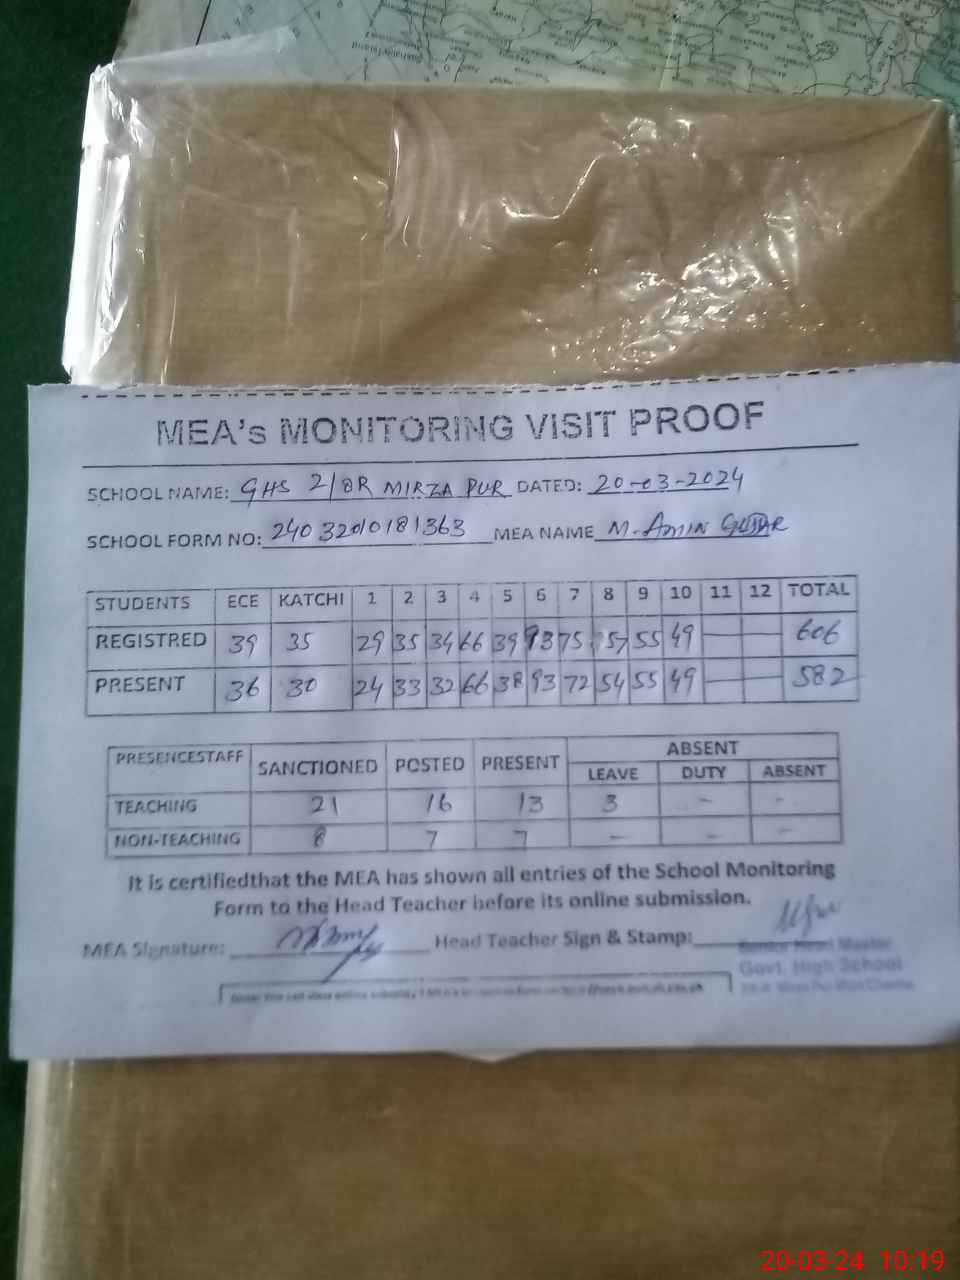 MEA's MONITORING VISIT PROOF
SCHOOL NAME: GHS 2/8R MIRZA PUR DATED: 20-03-2024
SCHOOL FORM NO: 24032010181363 MEA NAME M. AMIN GUJJAR
STUDENTS ECE KATCHI 1 2 3 4 5 6 7 8 9 10 11 12 TOTAL
REGISTRED 39 35 29 35 34 66 39 93 75 57 55 49 — — 606
PRESENT 36 30 24 33 32 66 38 93 72 54 55 49 — — 582
ABSENT
PRESENCESTAFF SANCTIONED POSTED PRESENT LEAVE DUTY ABSENT
TEACHING 21 16 13 3 - -
NON-TEACHING 8 7 7 - - -
It is certifiedthat the MEA has shown all entries of the School Monitoring
Form to the Head Teacher before its online submission.
MEA Signature: Head Teacher Sign & Stamp:
Senior Head Master
Govt. High School
20-03-24 10:19